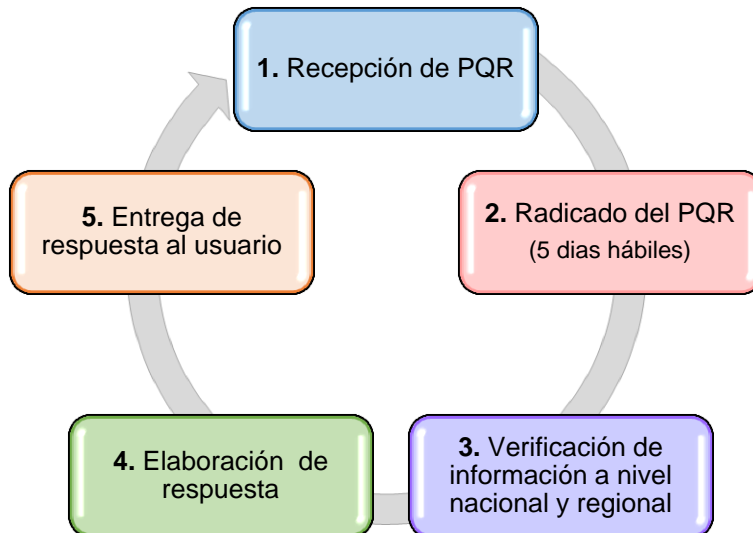 1. Recepción de PQR
2. Radicado del PQR
(5 dias hábiles)
3. Verificación de
información a nivel
nacional y regional
4. Elaboración  de
respuesta
5. Entrega de
respuesta al usuario